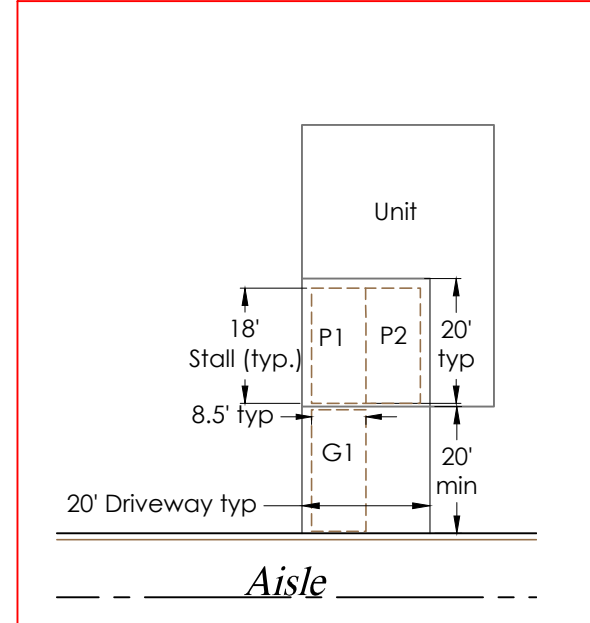 Unit
18'
Stall (typ.)
P1
P2
20'
typ
8.5' typ
G1
20'
min
20' Driveway typ
Aisle